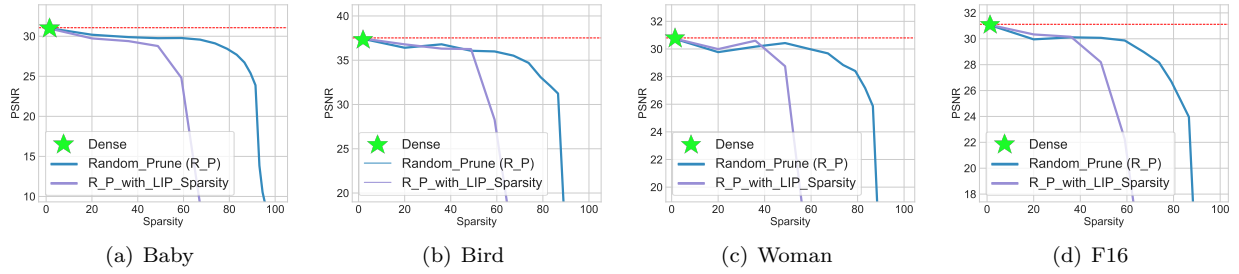 30
25
20
15
10
PSNR
0
20
40
60
80
100
Sparsity
Dense
Random_Prune (R_P)
R_P_with_LIP_Sparsity
(a) Baby
40
35
30
25
20
PSNR
0
20
40
60
80
100
Sparsity
Dense
Random_Prune (R_P)
R_P_with_LIP_Sparsity
(b) Bird
32
30
28
26
24
22
20
PSNR
0
20
40
60
80
100
Sparsity
Dense
Random_Prune (R_P)
R_P_with_LIP_Sparsity
(c) Woman
32
30
28
26
24
22
20
18
PSNR
0
20
40
60
80
100
Sparsity
Dense
Random_Prune (R_P)
R_P_with_LIP_Sparsity
(d) F16